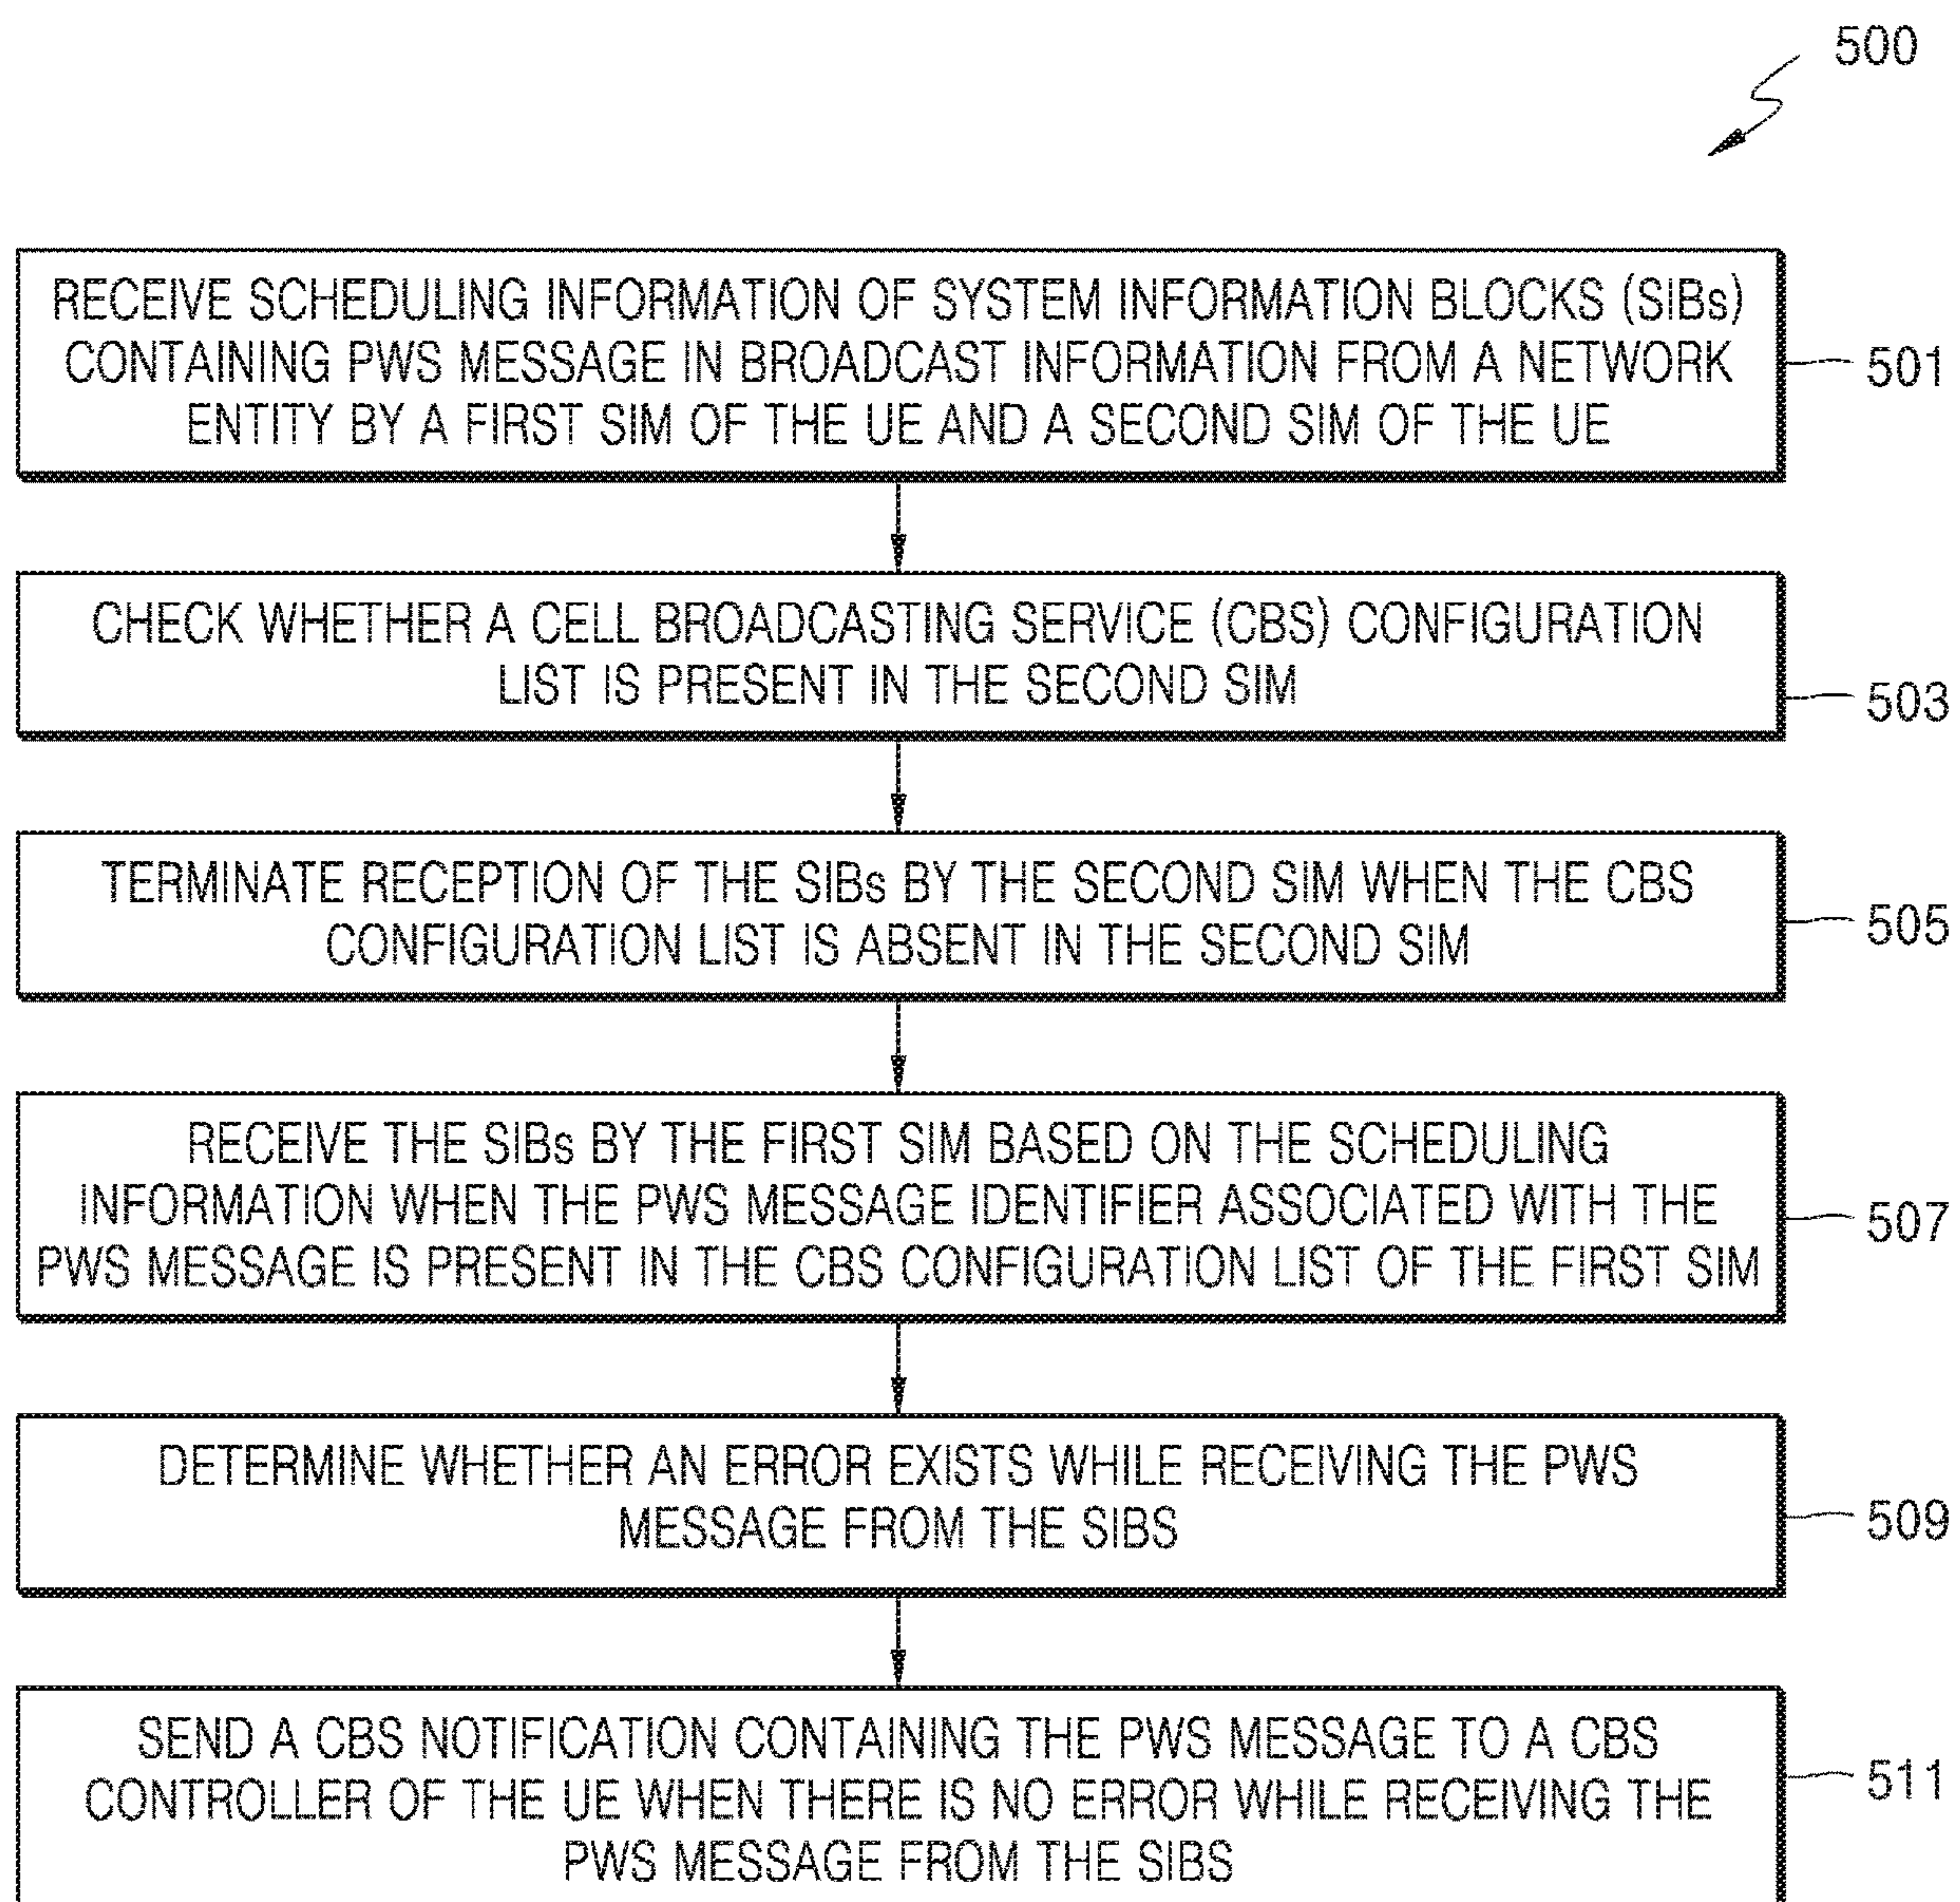 500
RECEIVE SCHEDULING INFORMATION OF SYSTEM INFORMATION BLOCKS (SIBs)
CONTAINING PWS MESSAGE IN BROADCAST INFORMATION FROM A NETWORK
ENTITY BY A FIRST SIM OF THE UE AND A SECOND SIM OF THE UE
501
CHECK WHETHER A CELL BROADCASTING SERVICE (CBS) CONFIGURATION
LIST IS PRESENT IN THE SECOND SIM
503
TERMINATE RECEPTION OF THE SIBs BY THE SECOND SIM WHEN THE CBS
CONFIGURATION LIST IS ABSENT IN THE SECOND SIM
505
RECEIVE THE SIBs BY THE FIRST SIM BASED ON THE SCHEDULING
INFORMATION WHEN THE PWS MESSAGE IDENTIFIER ASSOCIATED WITH THE
PWS MESSAGE IS PRESENT IN THE CBS CONFIGURATION LIST OF THE FIRST SIM
507
DETERMINE WHETHER AN ERROR EXISTS WHILE RECEIVING THE PWS
MESSAGE FROM THE SIBS
509
SEND A CBS NOTIFICATION CONTAINING THE PWS MESSAGE TO A CBS
CONTROLLER OF THE UE WHEN THERE IS NO ERROR WHILE RECEIVING THE
PWS MESSAGE FROM THE SIBS
511